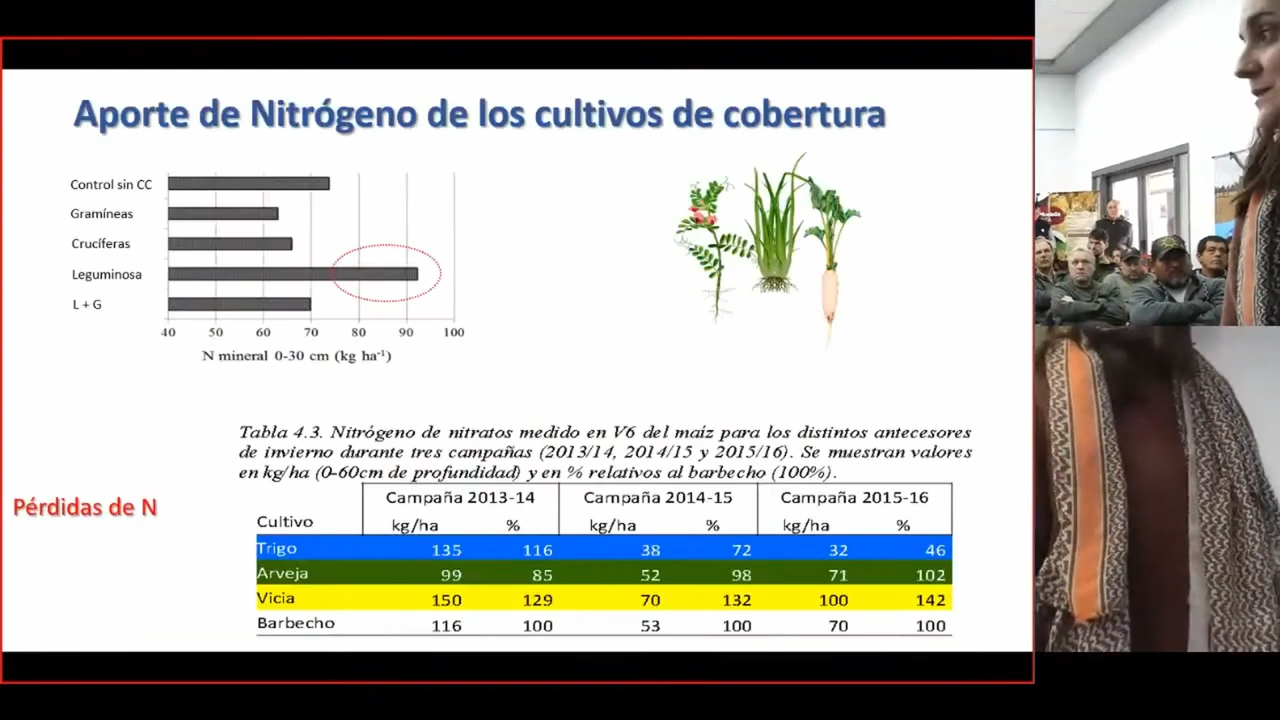 Aporte de Nitrógeno de los cultivos de cobertura
Control sin CC
Gramíneas
Crucíferas
Leguminosa
L + G
40 50 60 70 80 90 100
N mineral 0-30 cm (kg ha⁻¹)
Tabla 4.3. Nitrógeno de nitratos medido en V6 del maíz para los distintos antecesores
de invierno durante tres campañas (2013/14, 2014/15 y 2015/16). Se muestran valores
en kg/ha (0-60cm de profundidad) y en % relativos al barbecho (100%).
Pérdidas de N
Campaña 2013-14 Campaña 2014-15 Campaña 2015-16
Cultivo kg/ha % kg/ha % kg/ha %
Trigo 135 116 38 72 32 46
Arveja 99 85 52 98 71 102
Vicia 150 129 70 132 100 142
Barbecho 116 100 53 100 70 100